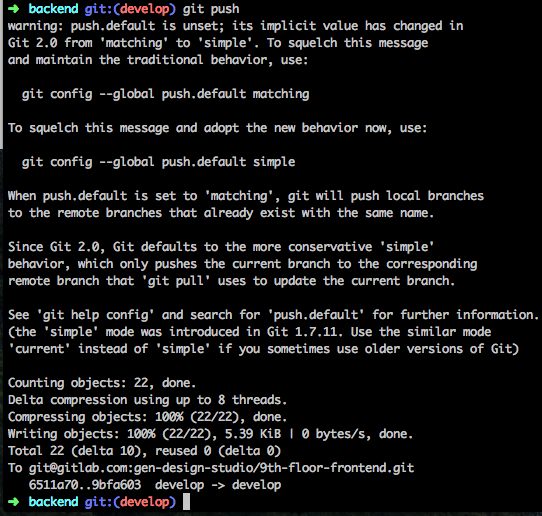 ➜  backend git:(develop) git push
warning: push.default is unset; its implicit value has changed in
Git 2.0 from 'matching' to 'simple'. To squelch this message
and maintain the traditional behavior, use:
git config --global push.default matching
To squelch this message and adopt the new behavior now, use:
git config --global push.default simple
When push.default is set to 'matching', git will push local branches
to the remote branches that already exist with the same name.
Since Git 2.0, Git defaults to the more conservative 'simple'
behavior, which only pushes the current branch to the corresponding
remote branch that 'git pull' uses to update the current branch.
See 'git help config' and search for 'push.default' for further information.
(the 'simple' mode was introduced in Git 1.7.11. Use the similar mode
'current' instead of 'simple' if you sometimes use older versions of Git)
Counting objects: 22, done.
Delta compression using up to 8 threads.
Compressing objects: 100% (22/22), done.
Writing objects: 100% (22/22), 5.39 KiB | 0 bytes/s, done.
Total 22 (delta 10), reused 0 (delta 0)
To git@gitlab.com:gen-design-studio/9th-floor-frontend.git
6511a70..9bfa603  develop -> develop
➜  backend git:(develop)